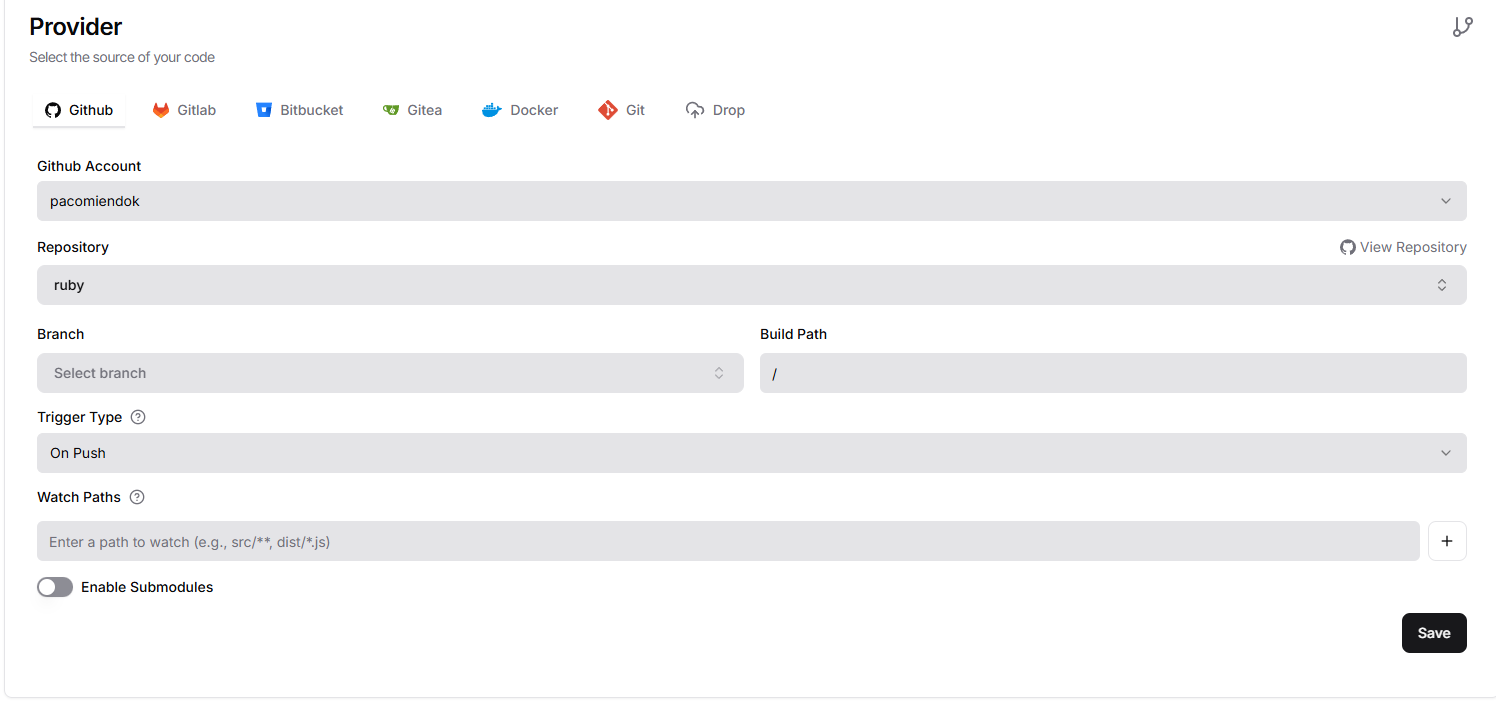 Provider
Select the source of your code
Github Gitlab Bitbucket Gitea Docker Git Drop
Github Account
pacomiendok
Repository View Repository
ruby
Branch Build Path
Select branch /
Trigger Type
On Push
Watch Paths
Enter a path to watch (e.g., src/**, dist/*.js)
Enable Submodules
Save